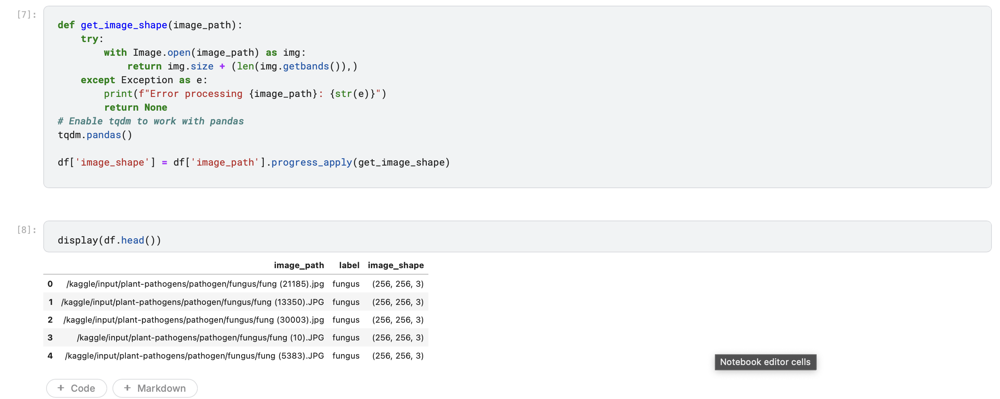 [7]:
def get_image_shape(image_path):
    try:
        with Image.open(image_path) as img:
            return img.size + (len(img.getbands()),)
    except Exception as e:
        print(f"Error processing {image_path}: {str(e)}")
        return None
# Enable tqdm to work with pandas
tqdm.pandas()
df['image_shape'] = df['image_path'].progress_apply(get_image_shape)
[8]:
display(df.head())
image_path label image_shape
0 /kaggle/input/plant-pathogens/pathogen/fungus/fung (21185).jpg fungus (256, 256, 3)
1 /kaggle/input/plant-pathogens/pathogen/fungus/fung (13350).JPG fungus (256, 256, 3)
2 /kaggle/input/plant-pathogens/pathogen/fungus/fung (30003).jpg fungus (256, 256, 3)
3 /kaggle/input/plant-pathogens/pathogen/fungus/fung (10).JPG fungus (256, 256, 3)
4 /kaggle/input/plant-pathogens/pathogen/fungus/fung (5383).JPG fungus (256, 256, 3)
Notebook editor cells
+ Code + Markdown